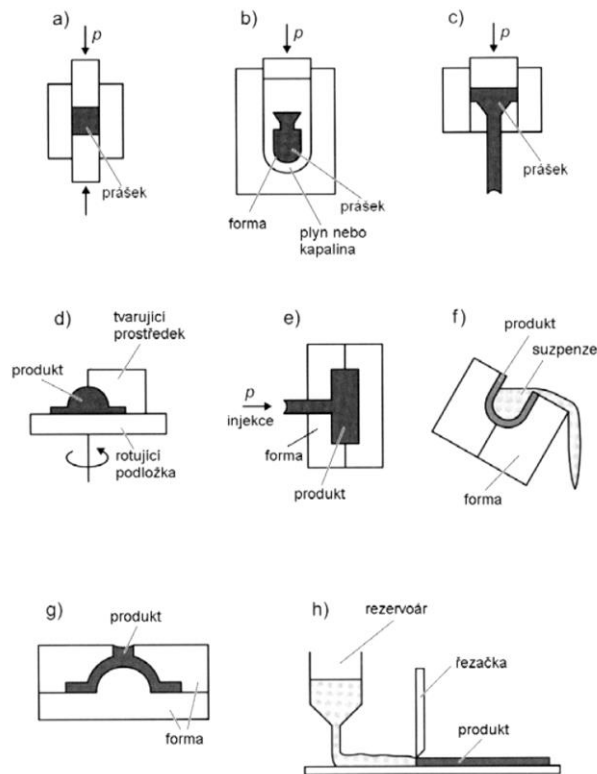 a)
p
prášek
b)
p
forma
prášek
plyn nebo
kapalina
c)
p
prášek
d)
tvarující
prostředek
produkt
rotující
podložka
e)
p
injekce
forma
produkt
f)
produkt
suzpenze
forma
g)
produkt
forma
h)
rezervoár
řezačka
produkt